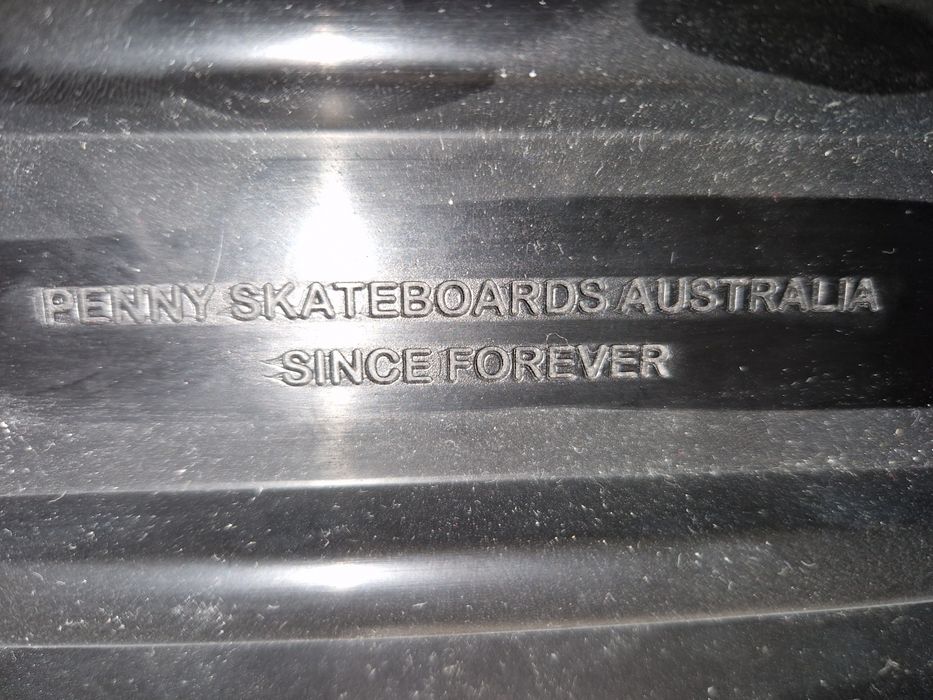 PENNY SKATEBOARDS AUSTRALIA
SINCE FOREVER